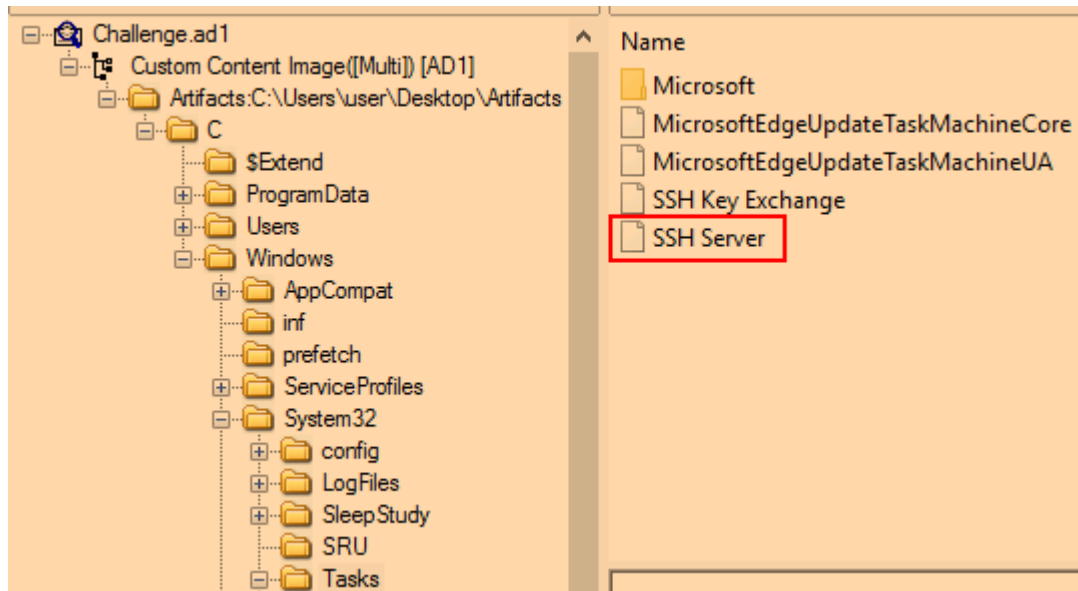 Challenge.ad1
Custom Content Image([Multi]) [AD1]
Artifacts:C:\Users\user\Desktop\Artifacts
C
$Extend
ProgramData
Users
Windows
AppCompat
inf
prefetch
ServiceProfiles
System32
config
LogFiles
SleepStudy
SRU
Tasks
Name
Microsoft
MicrosoftEdgeUpdateTaskMachineCore
MicrosoftEdgeUpdateTaskMachineUA
SSH Key Exchange
SSH Server